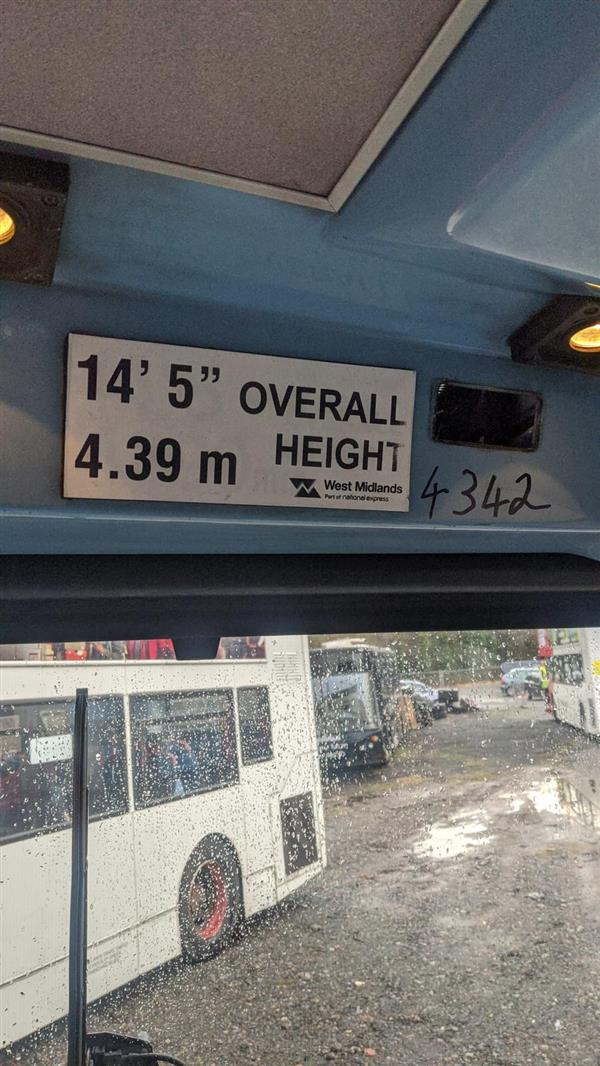 14' 5" OVERALL
4.39 m HEIGHT
West Midlands
Part of national express
4342